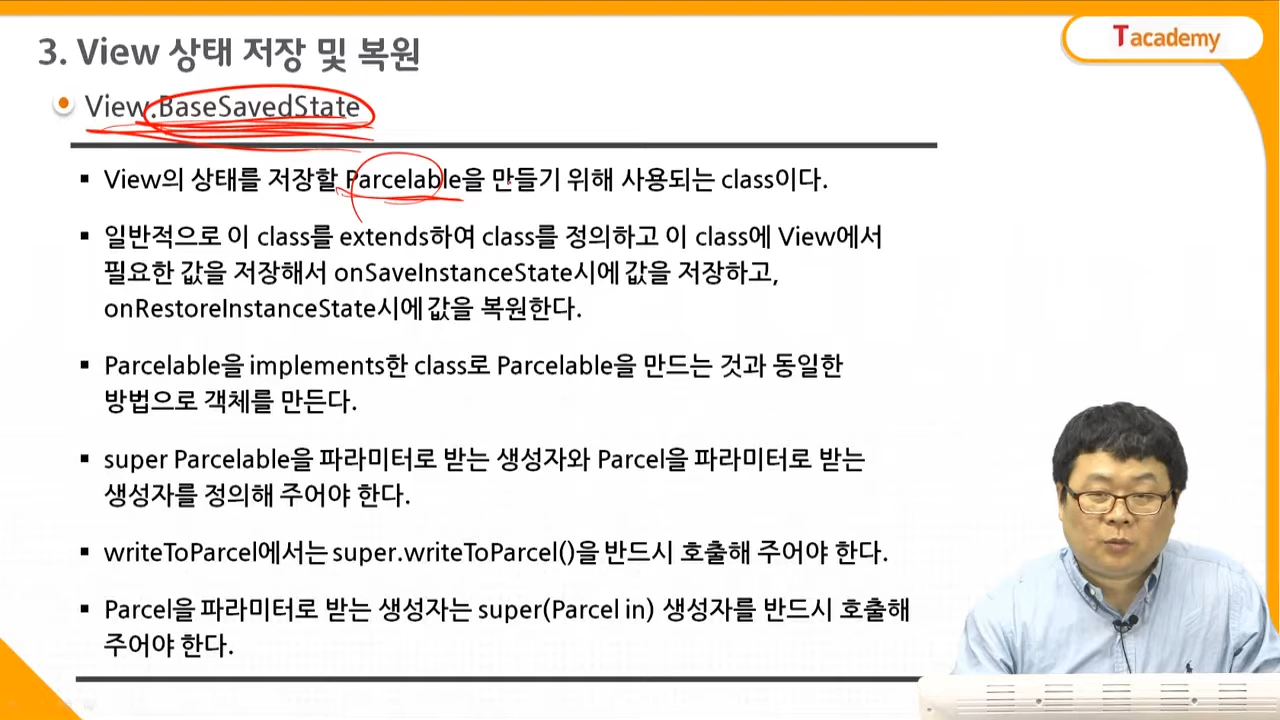 3. View 상태 저장 및 복원
Tacademy
View.BaseSavedState
View의 상태를 저장할 Parcelable을 만들기 위해 사용되는 class이다.
일반적으로 이 class를 extends하여 class를 정의하고 이 class에 View에서
필요한 값을 저장해서 onSaveInstanceState시에 값을 저장하고,
onRestoreInstanceState시에 값을 복원한다.
Parcelable을 implements한 class로 Parcelable을 만드는 것과 동일한
방법으로 객체를 만든다.
super Parcelable을 파라미터로 받는 생성자와 Parcel을 파라미터로 받는
생성자를 정의해 주어야 한다.
writeToParcel에서는 super.writeToParcel()을 반드시 호출해 주어야 한다.
Parcel을 파라미터로 받는 생성자는 super(Parcel in) 생성자를 반드시 호출해
주어야 한다.